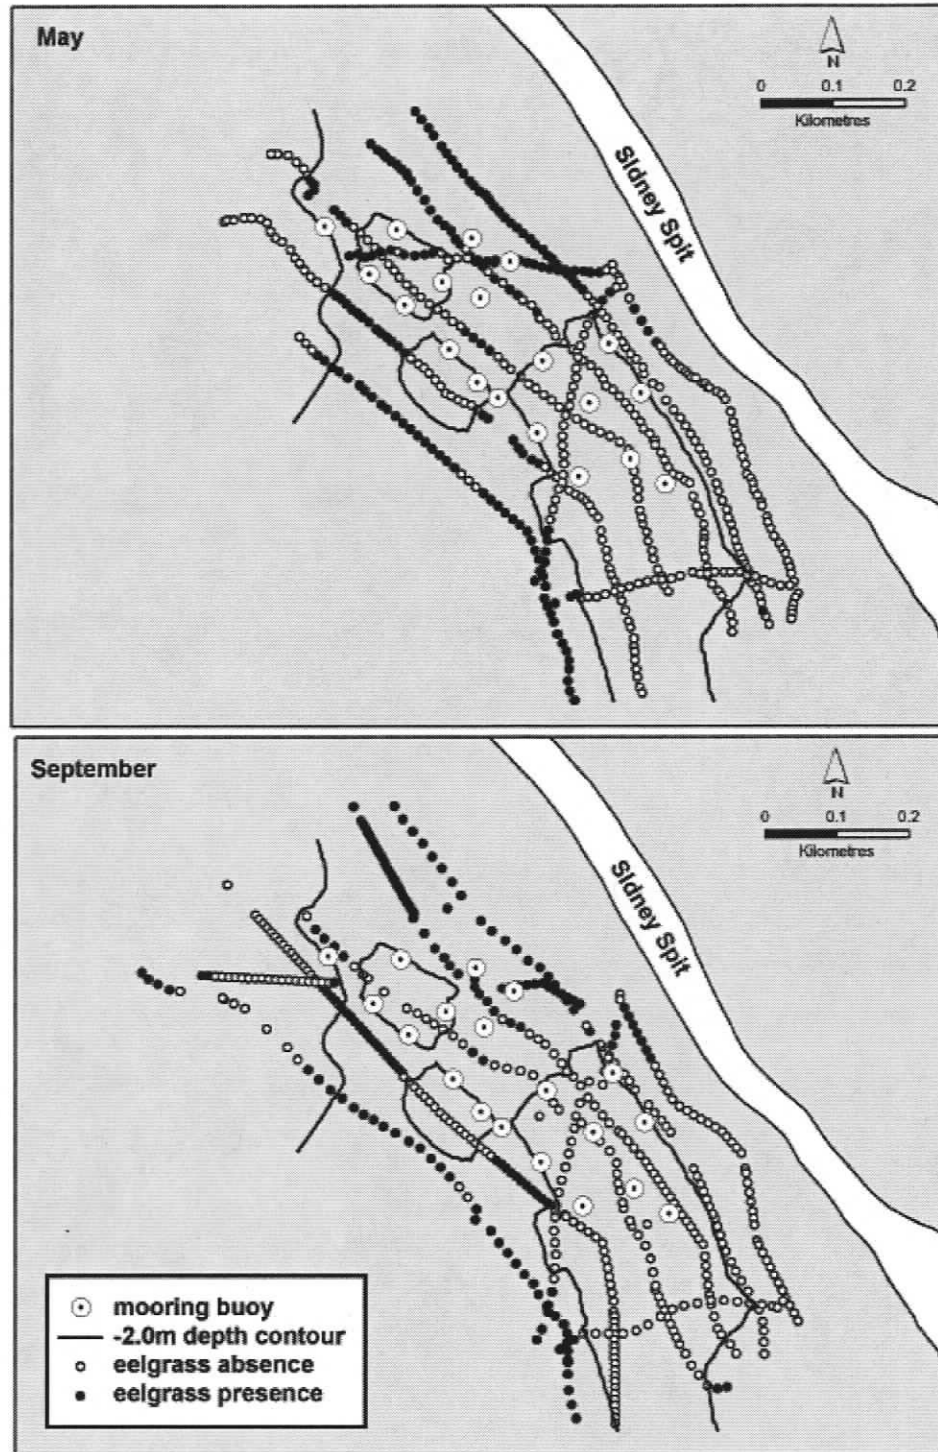 May
N
0 0.1 0.2
Kilometres
Sidney Spit
September
N
0 0.1 0.2
Kilometres
Sidney Spit
mooring buoy
-2.0m depth contour
eelgrass absence
eelgrass presence